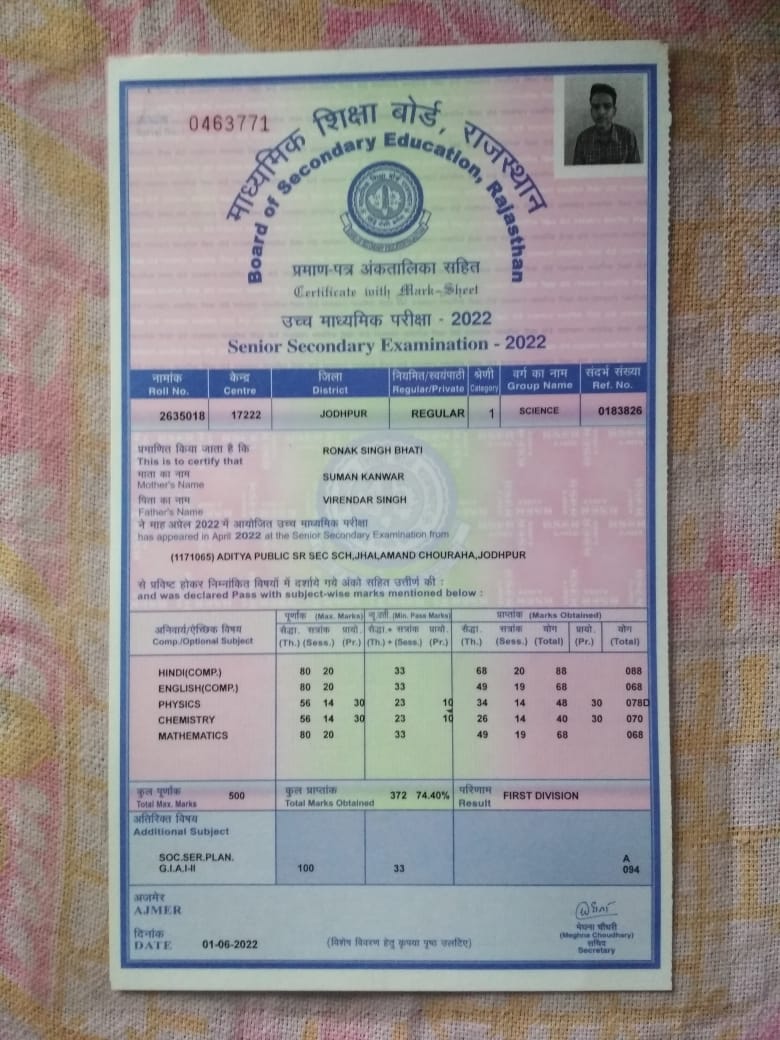 0463771
माध्यमिक शिक्षा बोर्ड, राजस्थान
Board of Secondary Education, Rajasthan
प्रमाण-पत्र अंकतालिका सहित
Certificate with Mark-Sheet
उच्च माध्यमिक परीक्षा - 2022
Senior Secondary Examination - 2022
नामांक केन्द्र जिला नियमित/स्वयंपाठी श्रेणी वर्ग का नाम संदर्भ संख्या
Roll No. Centre District Regular/Private Category Group Name Ref. No.
2635018 17222 JODHPUR REGULAR 1 SCIENCE 0183826
प्रमाणित किया जाता है कि
This is to certify that RONAK SINGH BHATI
माता का नाम
Mother's Name SUMAN KANWAR
पिता का नाम
Father's Name VIRENDAR SINGH
ने माह अप्रेल 2022 में आयोजित उच्च माध्यमिक परीक्षा
has appeared in April 2022 at the Senior Secondary Examination from
(1171065) ADITYA PUBLIC SR SEC SCH,JHALAMAND CHOURAHA,JODHPUR
से प्रविष्ट होकर निम्नांकित विषयों में दर्शाये गये अंको सहित उत्तीर्ण की :
and was declared Pass with subject-wise marks mentioned below :
पूर्णांक (Max. Marks) (Min. Pass Marks) प्राप्तांक (Marks Obtained)
अनिवार्य/ऐच्छिक विषय सैद्धा. सत्रांक प्रायो. सैद्धा.+ सत्रांक प्रायो. सैद्धा. सत्रांक योग प्रायो. योग
Comp./Optional Subject (Th.) (Sess.) (Pr.) (Th.) + (Sess.) (Pr.) (Th.) (Sess.) (Total) (Pr.) (Total)
HINDI(COMP.) 80 20 33 68 20 88 088
ENGLISH(COMP.) 80 20 33 49 19 68 068
PHYSICS 56 14 30 23 10 34 14 48 30 078D
CHEMISTRY 56 14 30 23 10 26 14 40 30 070
MATHEMATICS 80 20 33 49 19 68 068
कुल पूर्णांक 500 कुल प्राप्तांक 372 74.40% परिणाम FIRST DIVISION
Total Max. Marks Total Marks Obtained Result
अतिरिक्त विषय
Additional Subject
SOC.SER.PLAN. A
G.I.A.I-II 100 33 094
अजमेर
AJMER
मेघना चौधरी
(Meghna Choudhary)
सचिव
Secretary
दिनांक
DATE 01-06-2022 (विशेष विवरण हेतु कृपया पृष्ठ उलटिए)